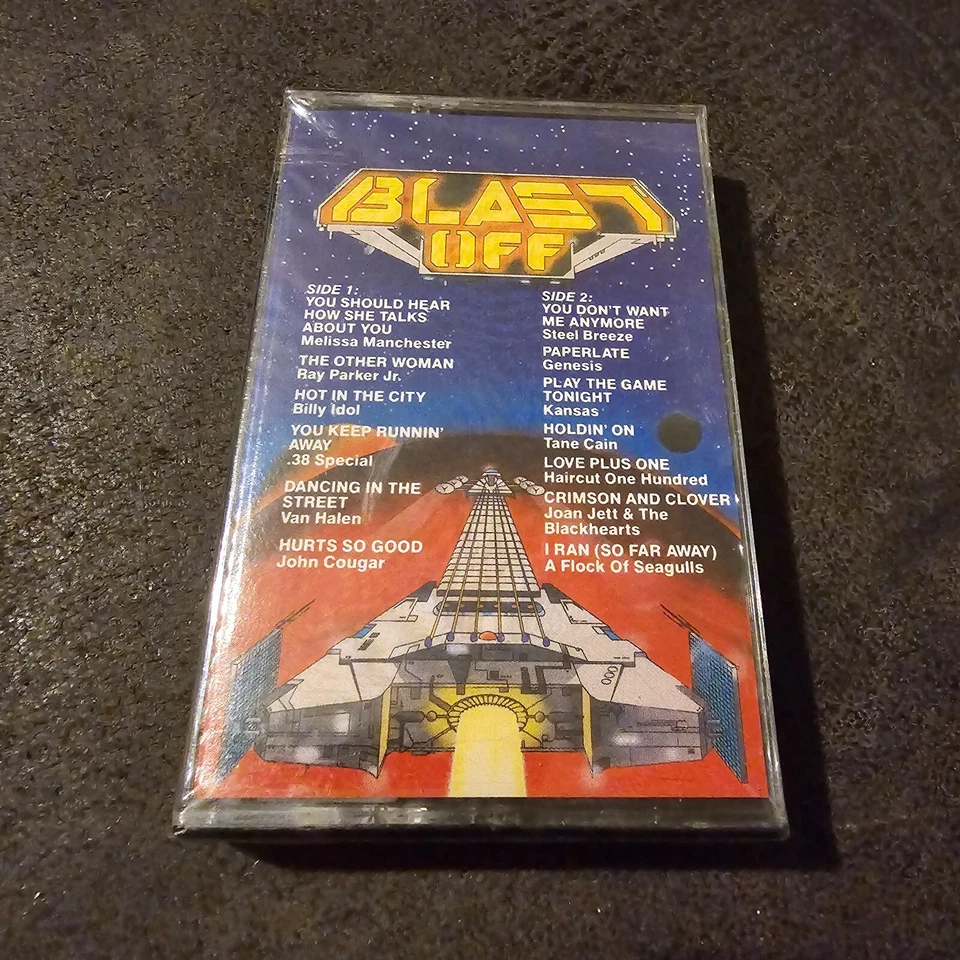 BLAST
OFF
SIDE 1:
YOU SHOULD HEAR
HOW SHE TALKS
ABOUT YOU
Melissa Manchester
THE OTHER WOMAN
Ray Parker Jr.
HOT IN THE CITY
Billy Idol
YOU KEEP RUNNIN'
AWAY
.38 Special
DANCING IN THE
STREET
Van Halen
HURTS SO GOOD
John Cougar
SIDE 2:
YOU DON'T WANT
ME ANYMORE
Steel Breeze
PAPERLATE
Genesis
PLAY THE GAME
TONIGHT
Kansas
HOLDIN' ON
Tane Cain
LOVE PLUS ONE
Haircut One Hundred
CRIMSON AND CLOVER
Joan Jett & The
Blackhearts
I RAN (SO FAR AWAY)
A Flock Of Seagulls